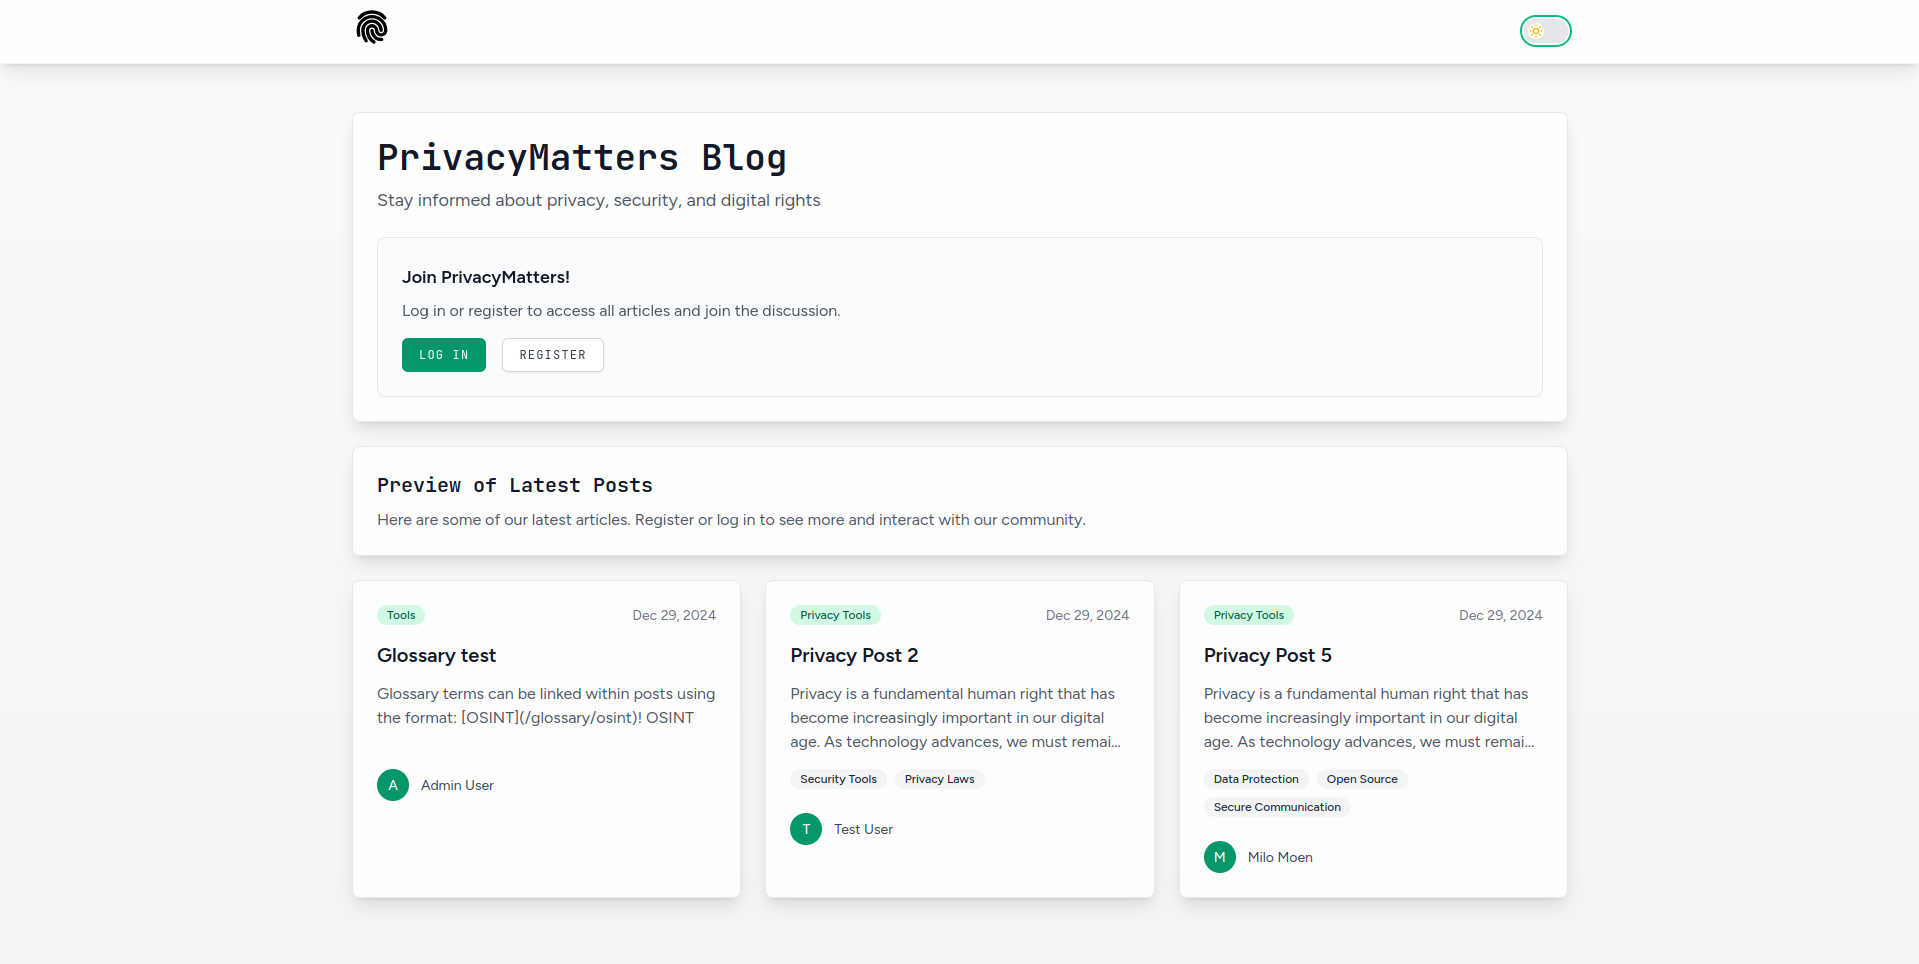 PrivacyMatters Blog
Stay informed about privacy, security, and digital rights
Join PrivacyMatters!
Log in or register to access all articles and join the discussion.
LOG IN
REGISTER
Preview of Latest Posts
Here are some of our latest articles. Register or log in to see more and interact with our community.
Tools
Dec 29, 2024
Glossary test
Glossary terms can be linked within posts using
the format: [OSINT](/glossary/osint)! OSINT
A
Admin User
Privacy Tools
Dec 29, 2024
Privacy Post 2
Privacy is a fundamental human right that has
become increasingly important in our digital
age. As technology advances, we must remai...
Security Tools
Privacy Laws
T
Test User
Privacy Tools
Dec 29, 2024
Privacy Post 5
Privacy is a fundamental human right that has
become increasingly important in our digital
age. As technology advances, we must remai...
Data Protection
Open Source
Secure Communication
M
Milo Moen